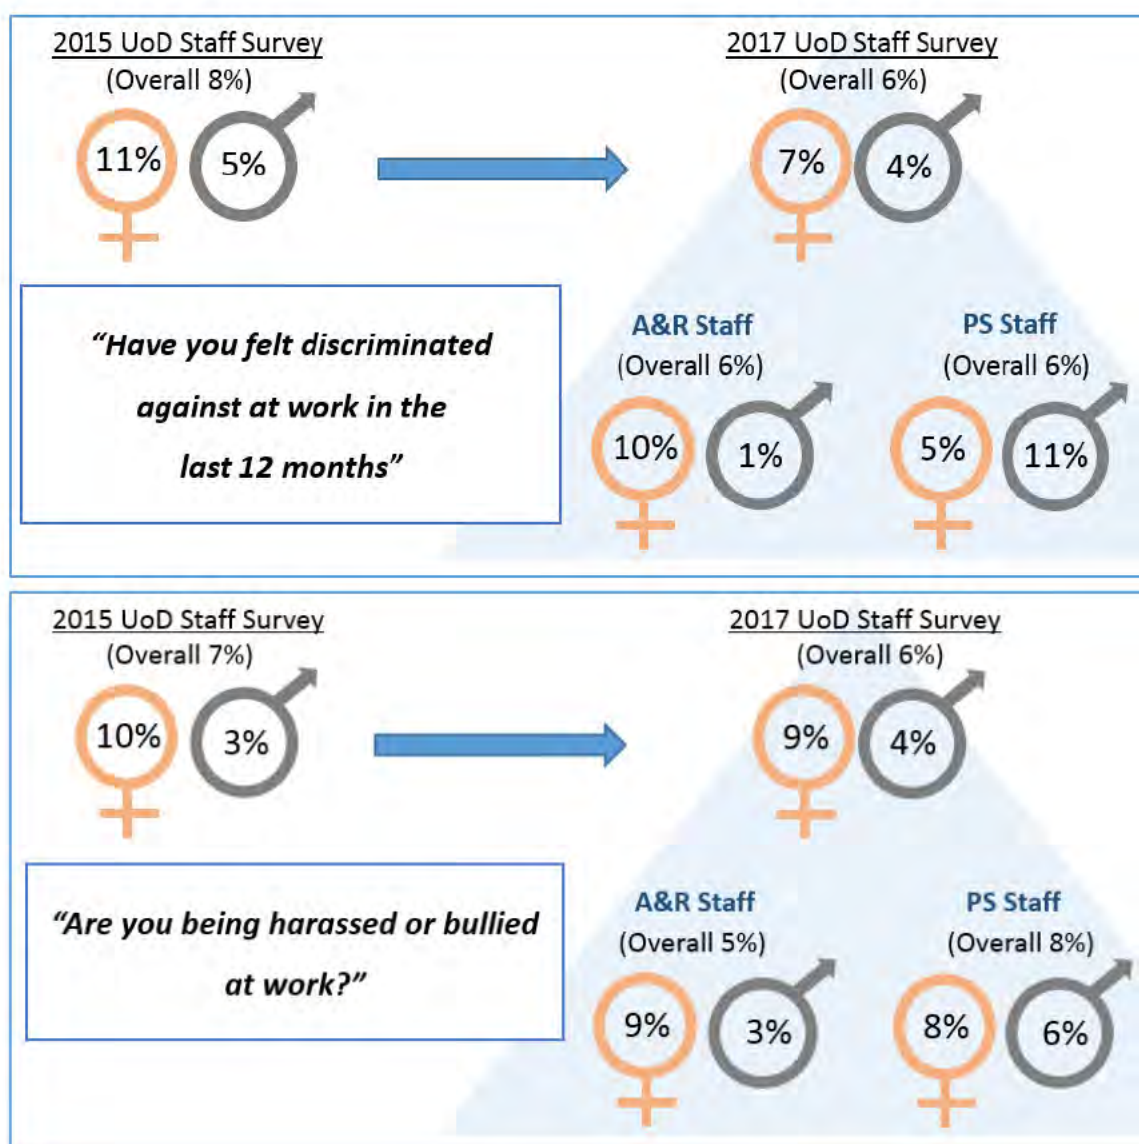 2015 UoD Staff Survey
(Overall 8%)
11%
5%
2017 UoD Staff Survey
(Overall 6%)
7%
4%
“Have you felt discriminated
against at work in the
last 12 months”
A&R Staff
(Overall 6%)
10%
1%
PS Staff
(Overall 6%)
5%
11%
2015 UoD Staff Survey
(Overall 7%)
10%
3%
2017 UoD Staff Survey
(Overall 6%)
9%
4%
“Are you being harassed or bullied
at work?”
A&R Staff
(Overall 5%)
9%
3%
PS Staff
(Overall 8%)
8%
6%